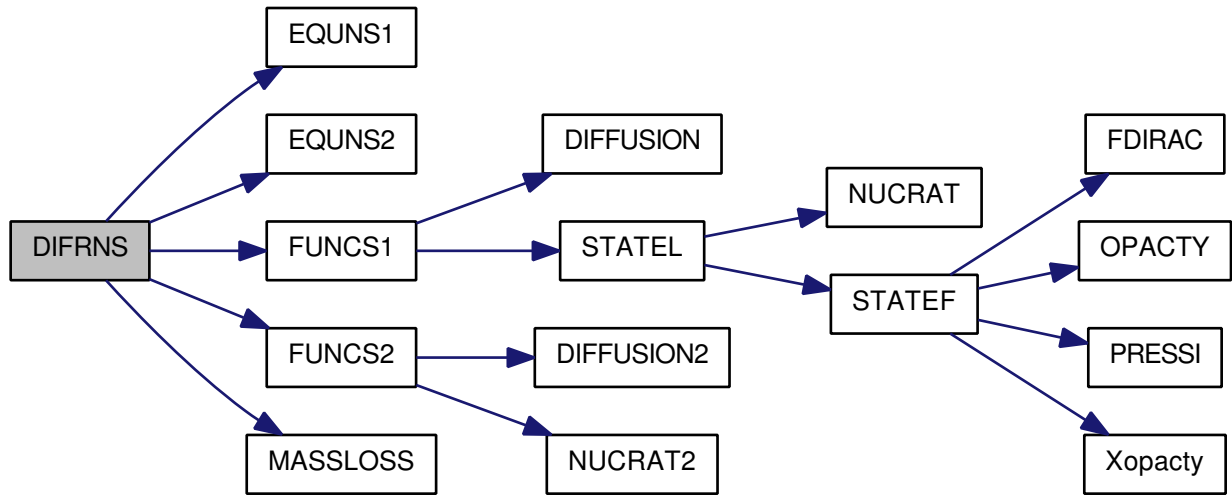 DIFRNS
EQUNS1
EQUNS2
FUNCS1
FUNCS2
MASSLOSS
DIFFUSION
STATEL
DIFFUSION2
NUCRAT2
NUCRAT
STATEF
FDIRAC
OPACTY
PRESSI
Xopacty